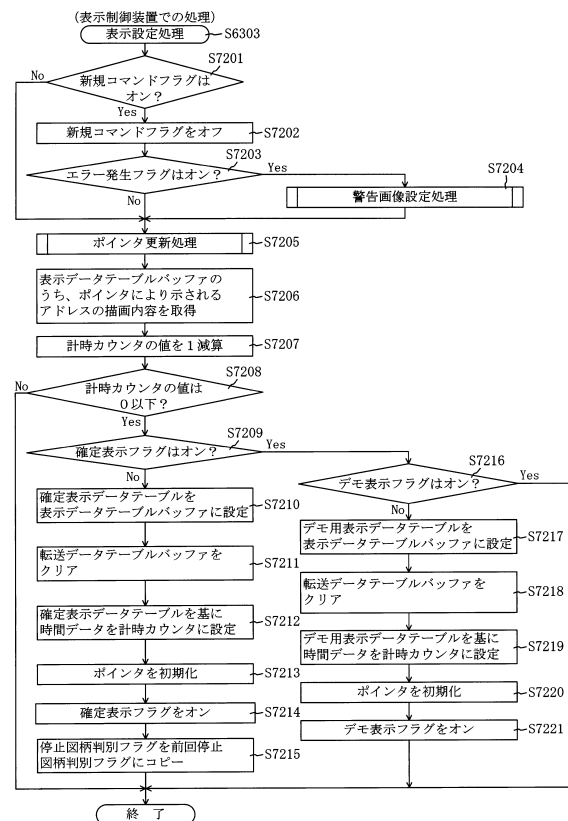 (表示制御装置での処理)
表示設定処理
S6303
S7201
新規コマンドフラグは
オン?
No
Yes
新規コマンドフラグをオフ
S7202
S7203
エラー発生フラグはオン?
Yes
No
S7204
警告画像設定処理
ポインタ更新処理
S7205
表示データテーブルバッファの
うち、ポインタにより示される
アドレスの描画内容を取得
S7206
計時カウンタの値を1減算
S7207
S7208
計時カウンタの値は
0以下?
No
Yes
S7209
確定表示フラグはオン?
Yes
No
S7216
デモ表示フラグはオン?
Yes
No
確定表示データテーブルを
表示データテーブルバッファに設定
S7210
転送データテーブルバッファを
クリア
S7211
確定表示データテーブルを基に
時間データを計時カウンタに設定
S7212
ポインタを初期化
S7213
確定表示フラグをオン
S7214
停止図柄判別フラグを前回停止
図柄判別フラグにコピー
S7215
デモ用表示データテーブルを
表示データテーブルバッファに設定
S7217
転送データテーブルバッファを
クリア
S7218
デモ用表示データテーブルを基に
時間データを計時カウンタに設定
S7219
ポインタを初期化
S7220
デモ表示フラグをオン
S7221
終 了